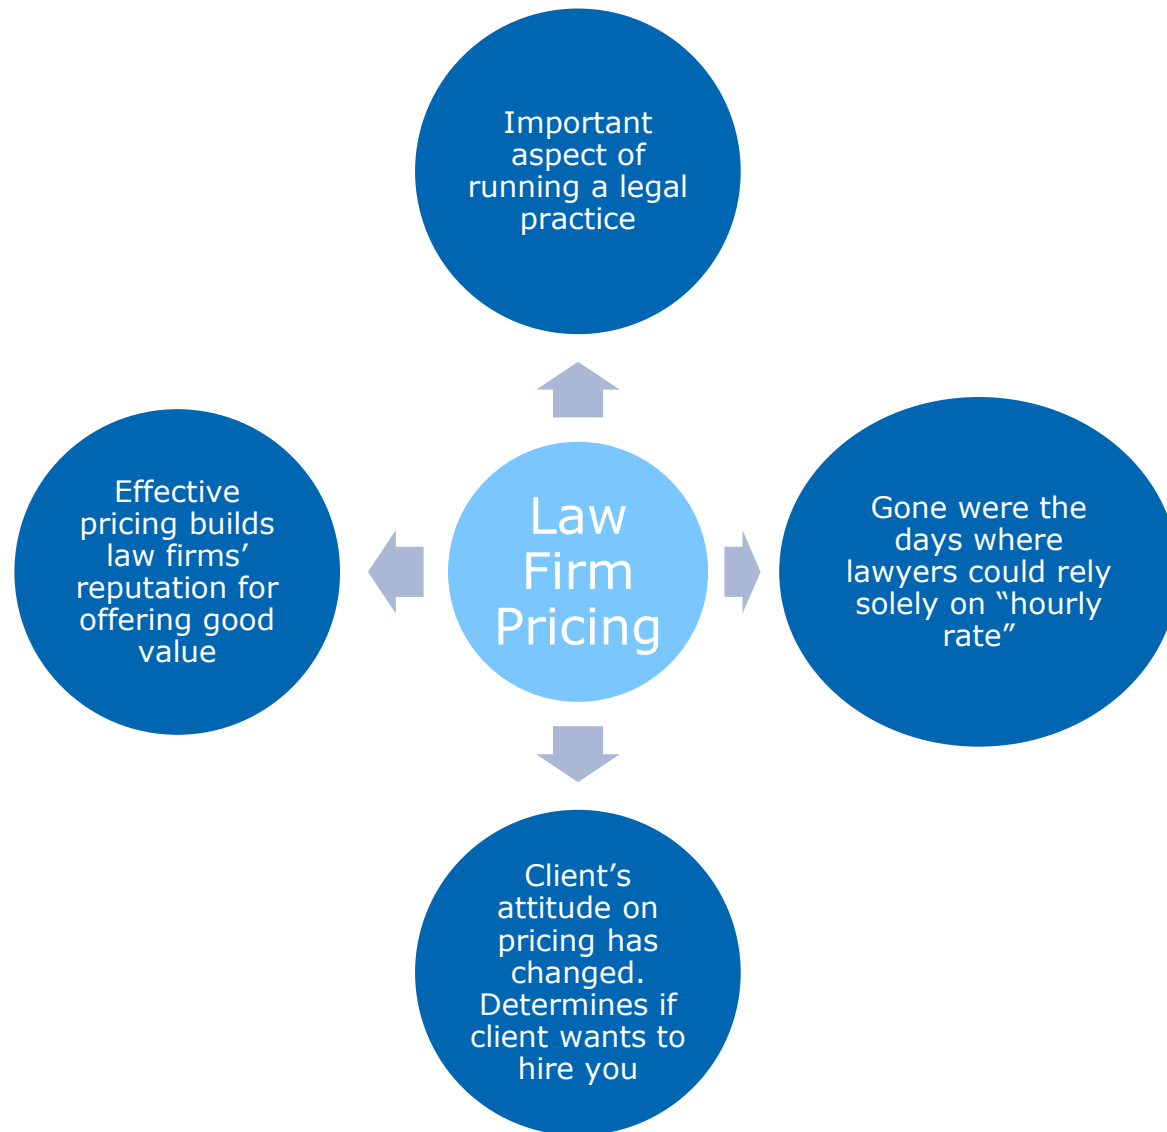 Important
aspect of
running a legal
practice
Effective
pricing builds
law firms’
reputation for
offering good
value
Law
Firm
Pricing
Gone were the
days where
lawyers could rely
solely on “hourly
rate”
Client’s
attitude on
pricing has
changed.
Determines if
client wants to
hire you